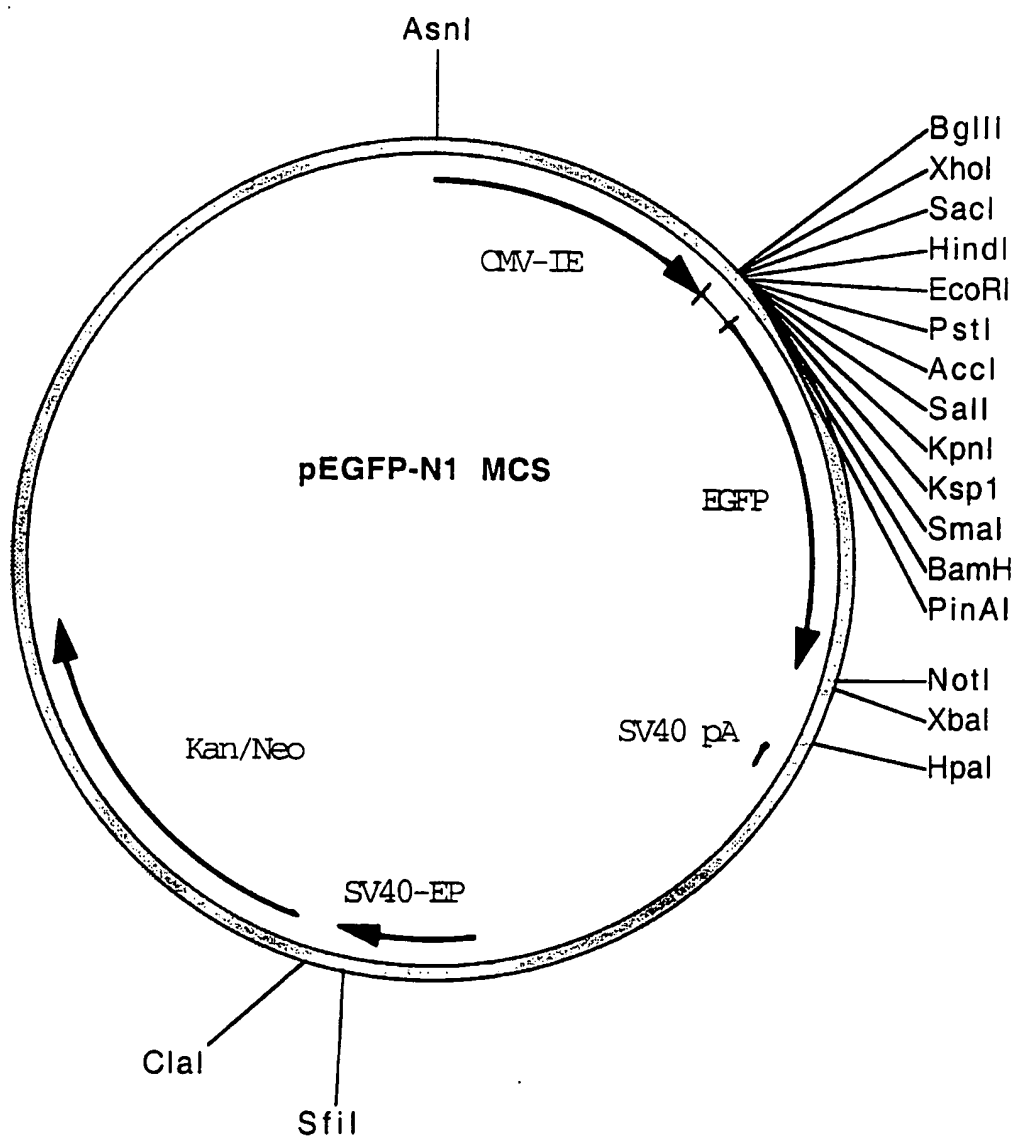 AsnI
BglII
XhoI
SacI
HindI
EcoRI
PstI
AccI
SalI
KpnI
Ksp1
SmaI
BamH
PinAI
NotI
XbaI
HpaI
CMV-IE
pEGFP-N1 MCS
EGFP
SV40 pA
Kan/Neo
SV40-EP
ClaI
SfiI